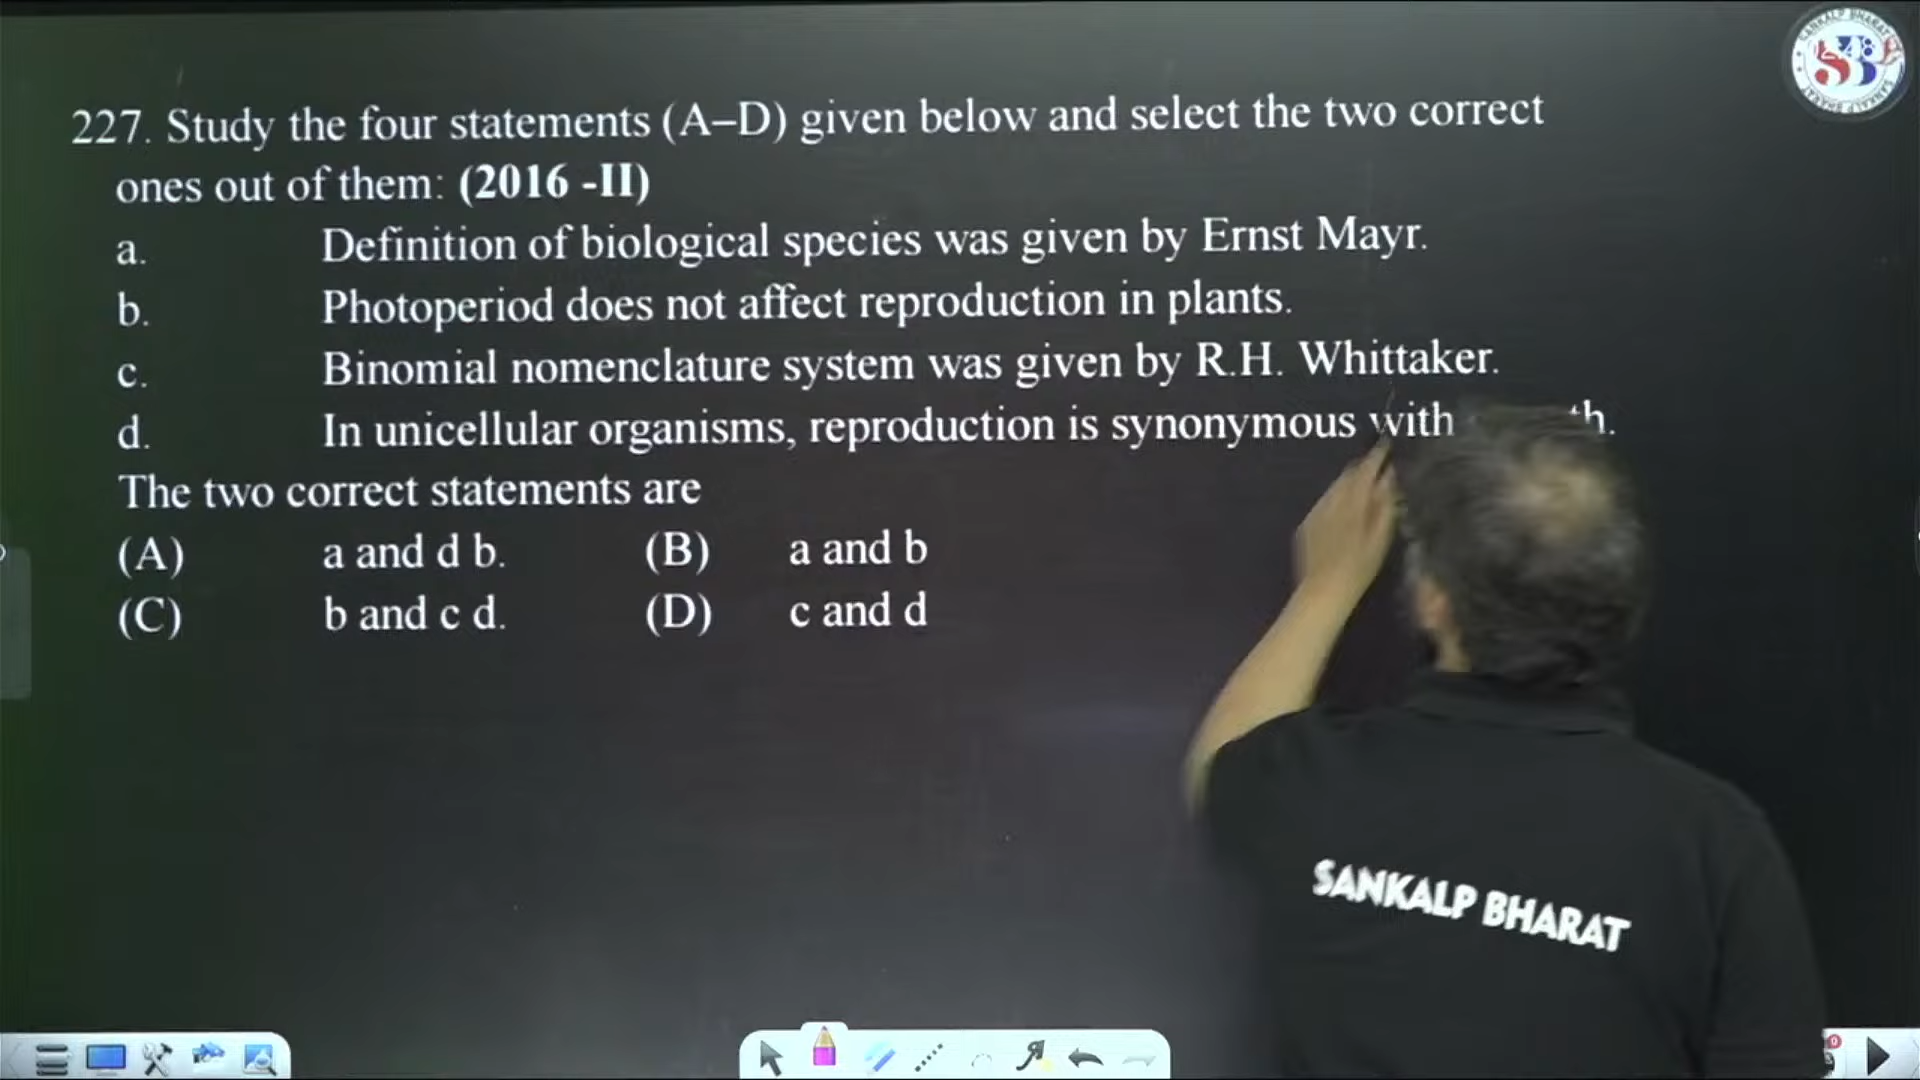 227. Study the four statements (A–D) given below and select the two correct
ones out of them: (2016 -II)
a. Definition of biological species was given by Ernst Mayr.
b. Photoperiod does not affect reproduction in plants.
c. Binomial nomenclature system was given by R.H. Whittaker.
d. In unicellular organisms, reproduction is synonymous with
The two correct statements are
(A) a and d b. (B) a and b
(C) b and c d. (D) c and d
SANKALP BHARAT